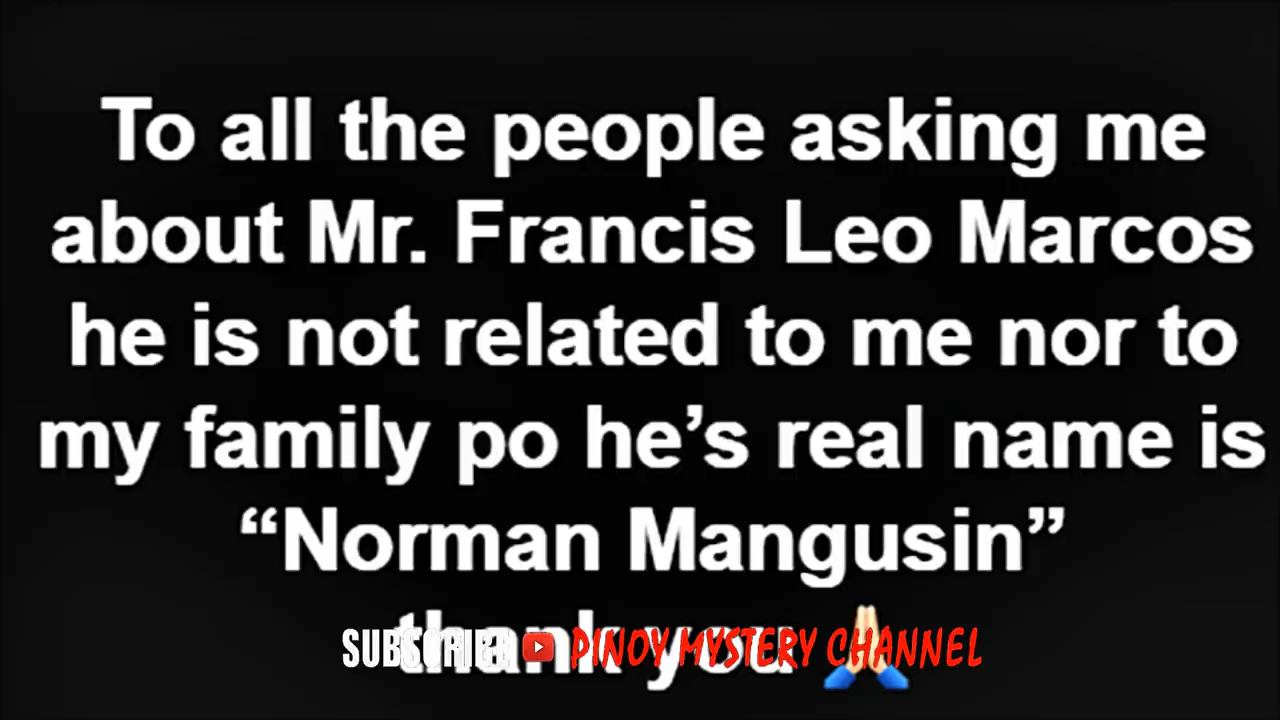 To all the people asking me
about Mr. Francis Leo Marcos
he is not related to me nor to
my family po he’s real name is
“Norman Mangusin”
thank you 🙏🏻
SUBSCRIBE PINOY MYSTERY CHANNEL